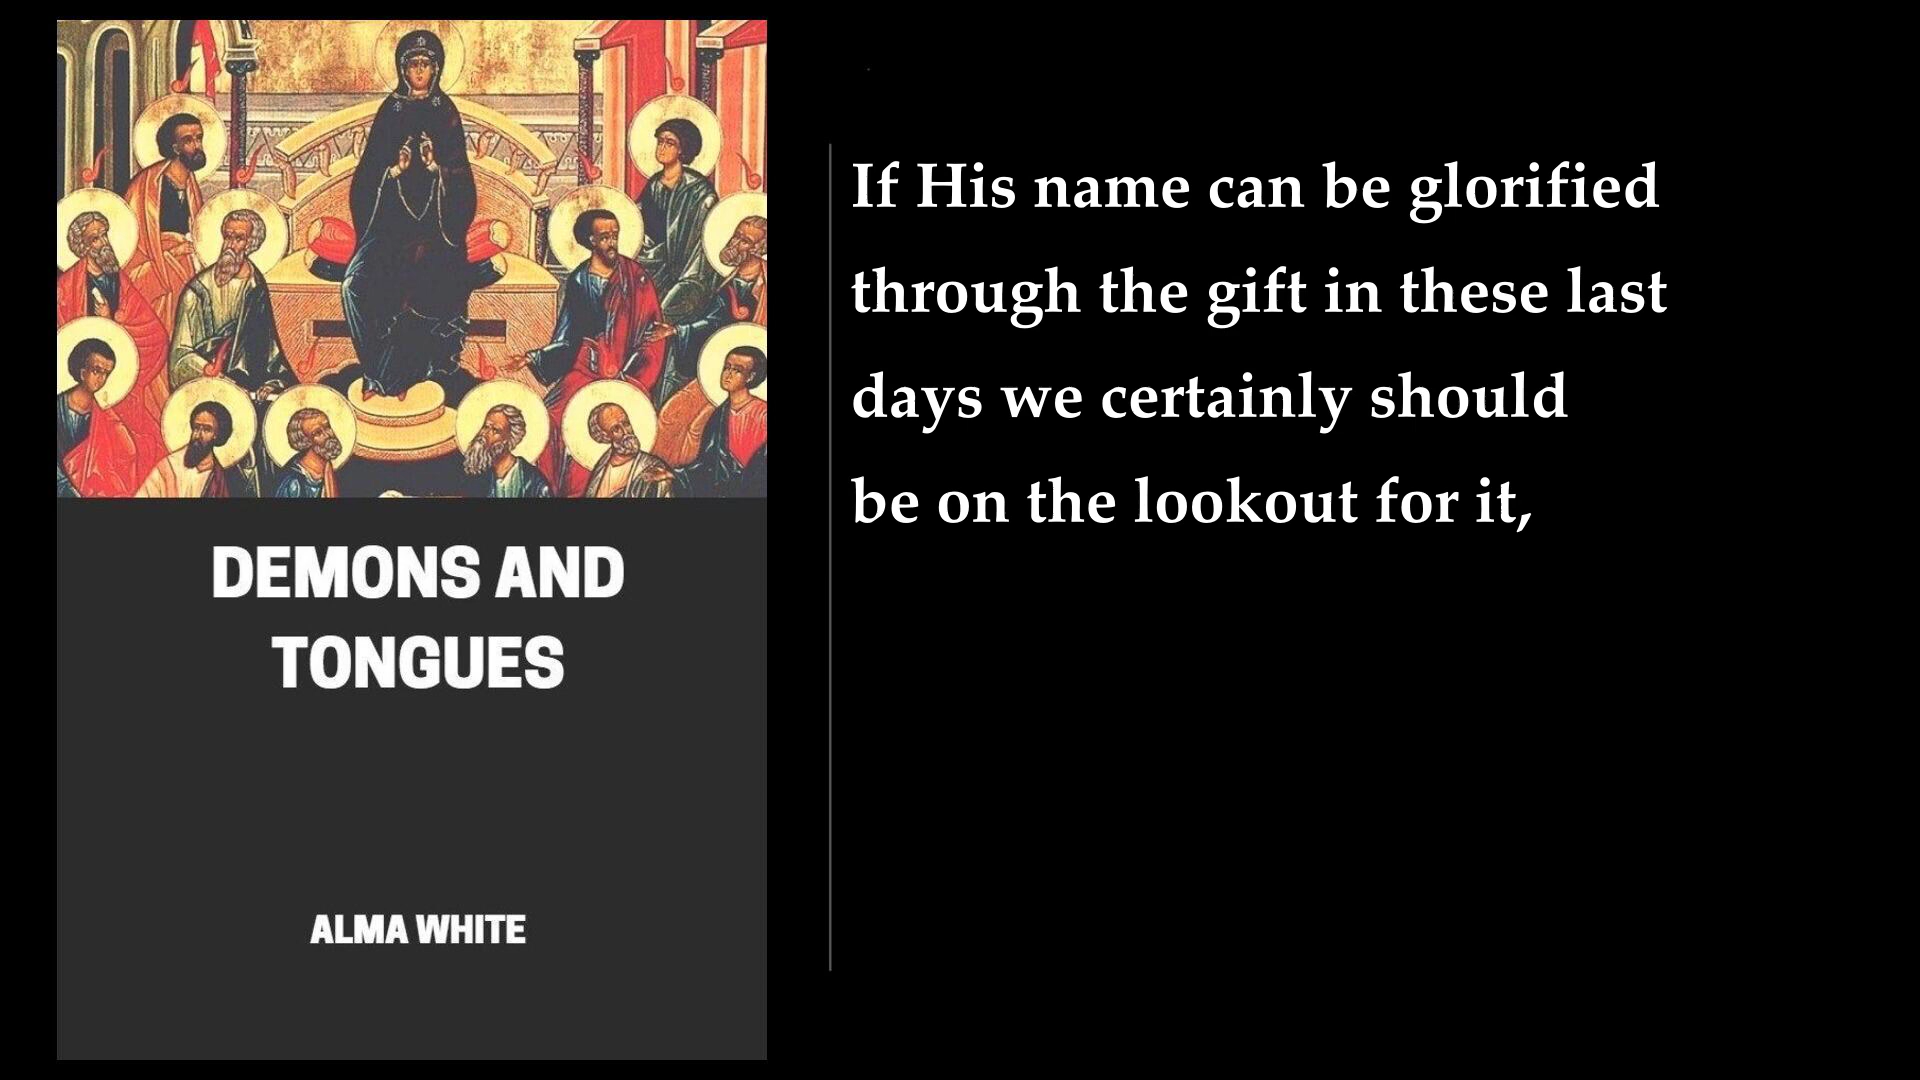 DEMONS AND
TONGUES
ALMA WHITE
If His name can be glorified
through the gift in these last
days we certainly should
be on the lookout for it,